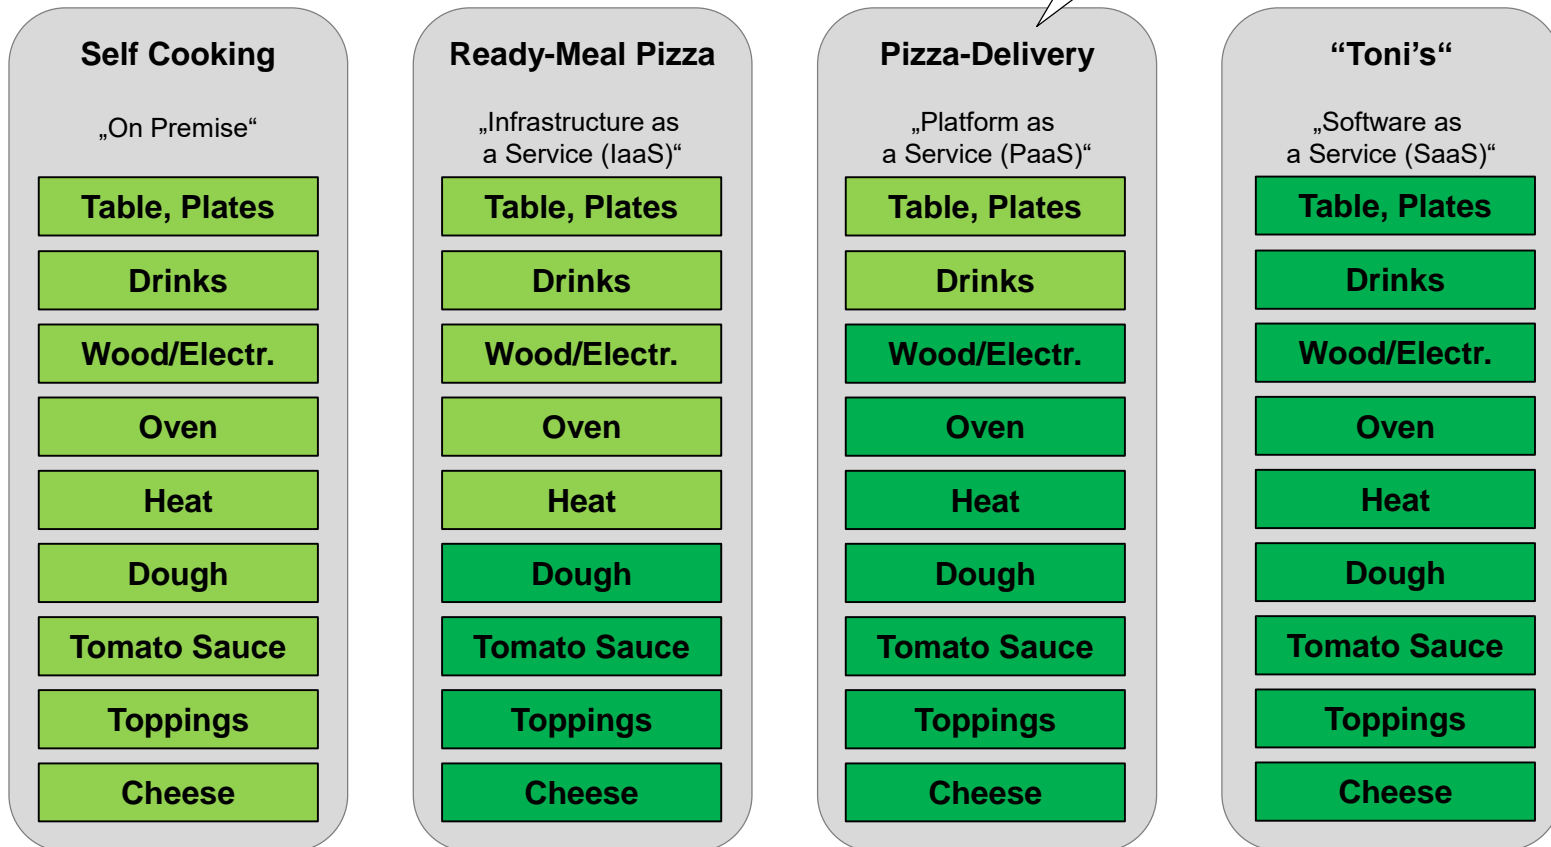 Self Cooking
„On Premise“
Table, Plates
Drinks
Wood/Electr.
Oven
Heat
Dough
Tomato Sauce
Toppings
Cheese
Ready-Meal Pizza
„Infrastructure as
a Service (IaaS)“
Table, Plates
Drinks
Wood/Electr.
Oven
Heat
Dough
Tomato Sauce
Toppings
Cheese
Pizza-Delivery
„Platform as
a Service (PaaS)“
Table, Plates
Drinks
Wood/Electr.
Oven
Heat
Dough
Tomato Sauce
Toppings
Cheese
“Toni’s“
„Software as
a Service (SaaS)“
Table, Plates
Drinks
Wood/Electr.
Oven
Heat
Dough
Tomato Sauce
Toppings
Cheese